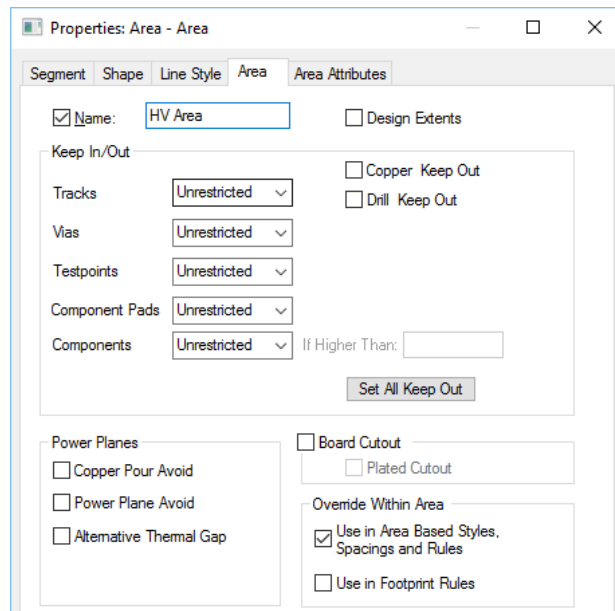 Properties: Area - Area
Segment Shape Line Style Area Area Attributes
Name: HV Area Design Extents
Keep In/Out
Copper Keep Out
Tracks Unrestricted Drill Keep Out
Vias Unrestricted
Testpoints Unrestricted
Component Pads Unrestricted
Components Unrestricted If Higher Than:
Set All Keep Out
Power Planes Board Cutout
Copper Pour Avoid Plated Cutout
Power Plane Avoid Override Within Area
Alternative Thermal Gap Use in Area Based Styles,
Spacings and Rules
Use in Footprint Rules